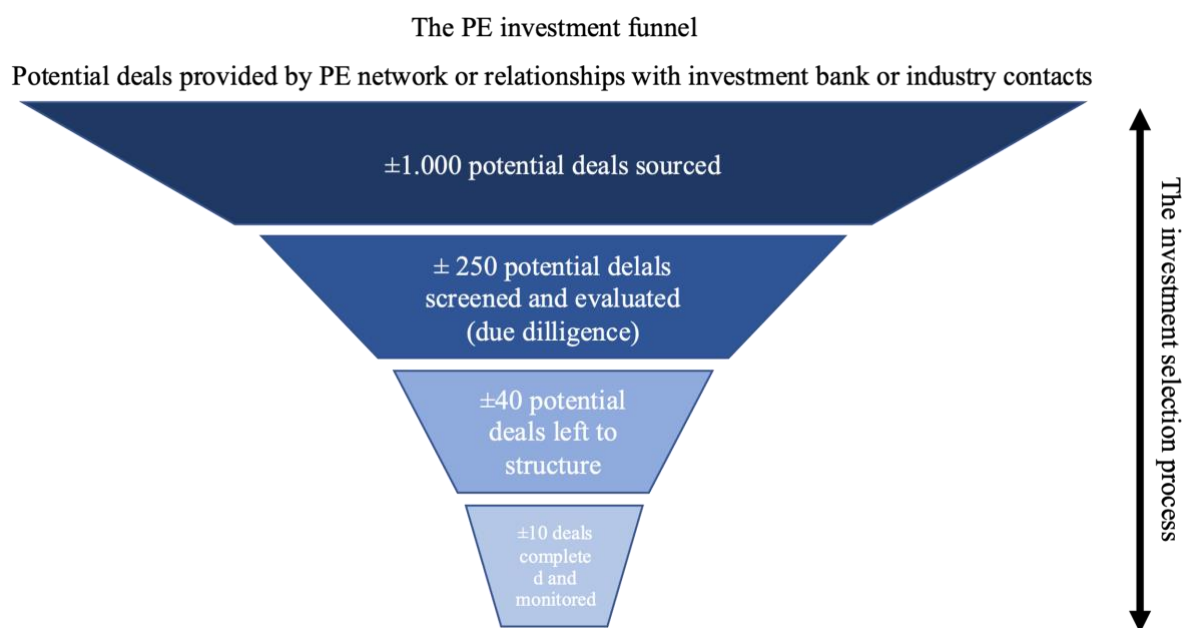 The PE investment funnel
Potential deals provided by PE network or relationships with investment bank or industry contacts
±1.000 potential deals sourced
± 250 potential delals
screened and evaluated
(due dilligence)
±40 potential
deals left to
structure
±10 deals
complete
d and
monitored
The investment selection process